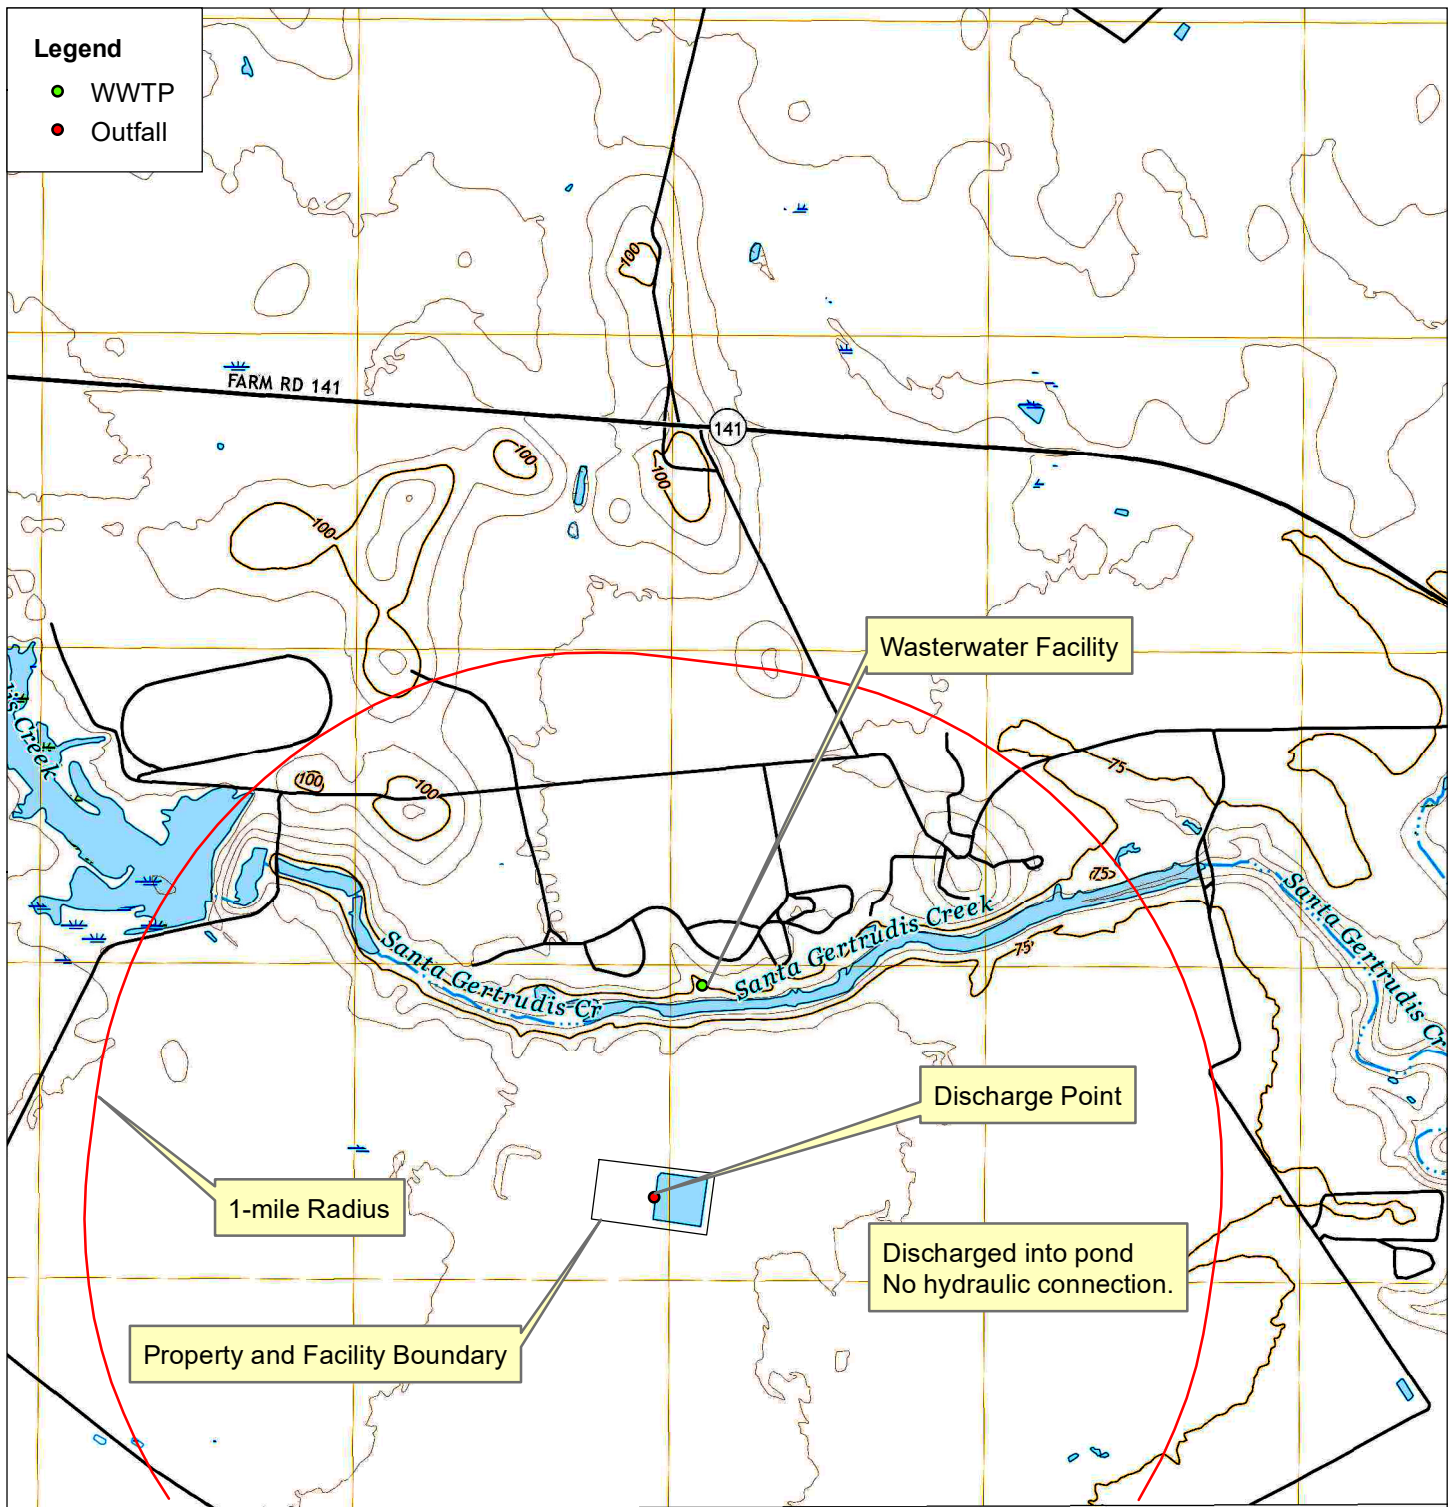 Legend
WWTP
Outfall
100
FARM RD 141
141
100
100
100
Wasterwater Facility
Creek
75
100
100
75
Santa Gertrudis Creek
Santa Gertrudis Cr
75
Santa Gertrudis Cr
Discharge Point
1-mile Radius
Discharged into pond
No hydraulic connection.
Property and Facility Boundary